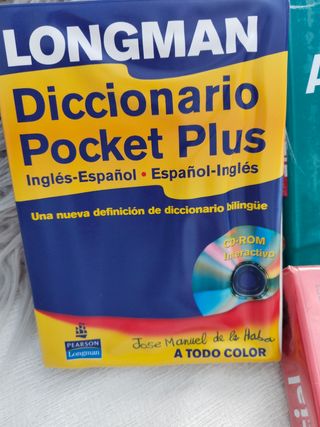 LONGMAN
Diccionario
Pocket Plus
Inglés-Español • Español-Inglés
Una nueva definición de diccionario bilingüe
CD-ROM
Interactivo
PEARSON
Longman
Jose Manuel de la Haba
A TODO COLOR
A
ial